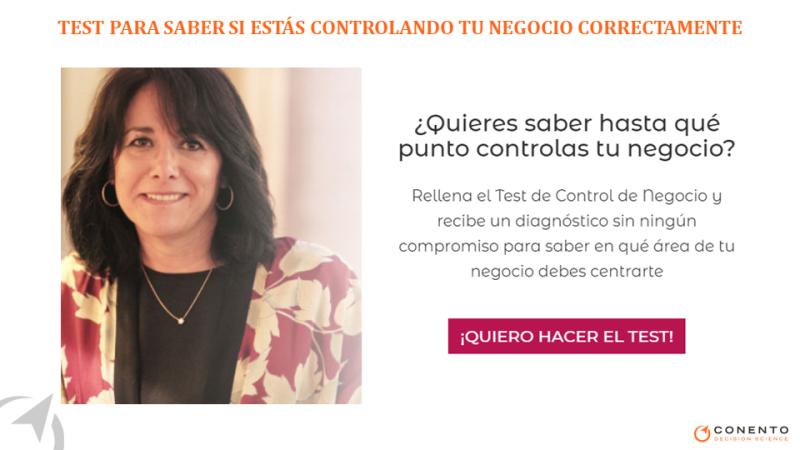 TEST PARA SABER SI ESTÁS CONTROLANDO TU NEGOCIO CORRECTAMENTE
¿Quieres saber hasta qué
punto controlas tu negocio?
Rellena el Test de Control de Negocio y
recibe un diagnóstico sin ningún
compromiso para saber en qué área de tu
negocio debes centrarte
¡QUIERO HACER EL TEST!
CONENTO
DECISION SCIENCE